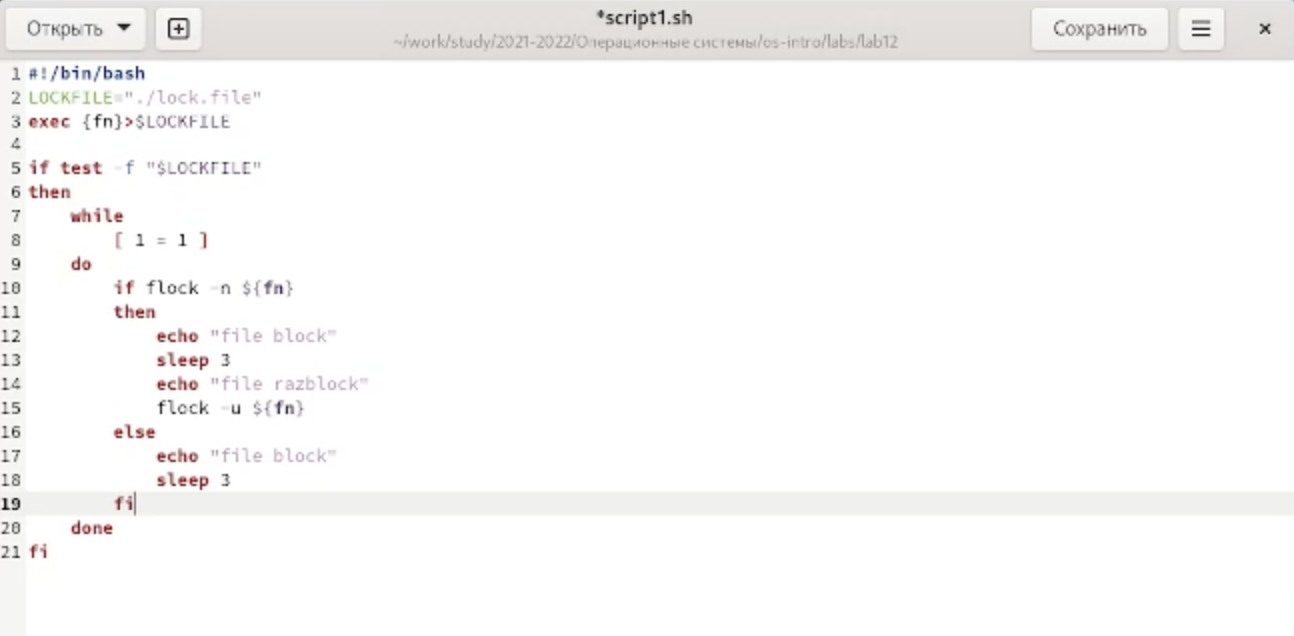 Открыть
*script1.sh
~/work/study/2021-2022/Операционные системы/os-intro/labs/lab12
Сохранить
1 #!/bin/bash
2 LOCKFILE="./lock.file"
3 exec {fn}>$LOCKFILE
4
5 if test -f "$LOCKFILE"
6 then
7     while
8         [ 1 = 1 ]
9     do
10         if flock -n ${fn}
11         then
12             echo "file block"
13             sleep 3
14             echo "file razblock"
15             flock -u ${fn}
16         else
17             echo "file block"
18             sleep 3
19         fi
20     done
21 fi